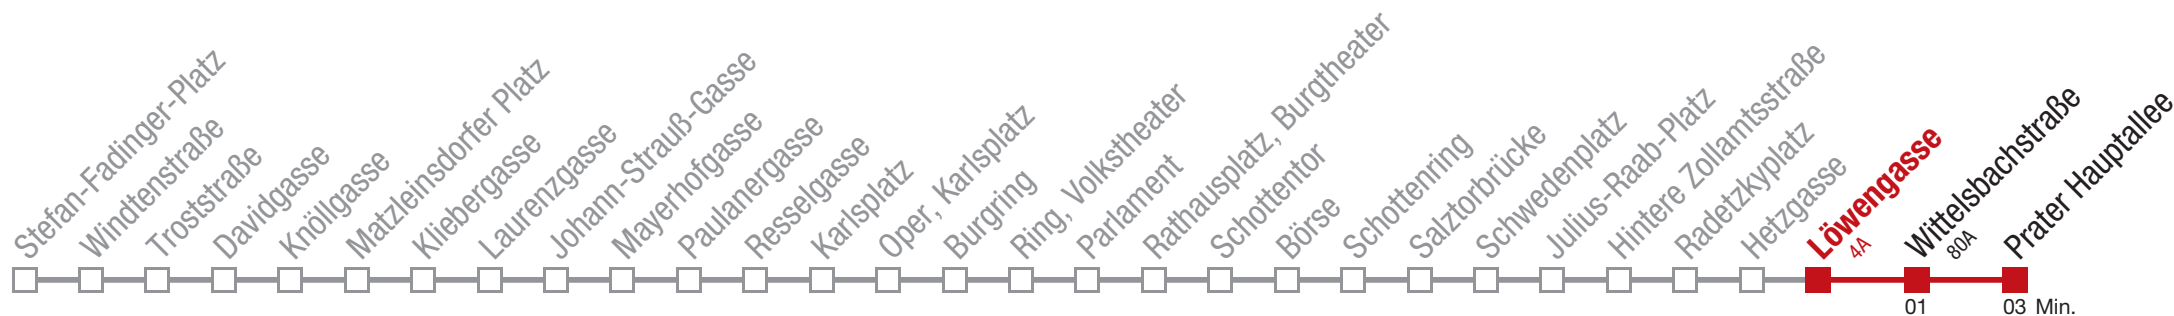 Stefan-Fadinger-Platz
Windtenstraße
Troststraße
Davidgasse
Knöllgasse
Matzleinsdorfer Platz
Kliebergasse
Laurenzgasse
Johann-Strauß-Gasse
Mayerhofgasse
Paulanergasse
Resselgasse
Karlsplatz
Oper, Karlsplatz
Burgring
Ring, Volkstheater
Parlament
Rathausplatz, Burgtheater
Schottentor
Börse
Schottenring
Salztorbrücke
Schwedenplatz
Julius-Raab-Platz
Hintere Zollamtsstraße
Radetzkyplatz
Hetzgasse
Löwengasse
4A
Wittelsbachstraße
80A
Prater Hauptallee
01
03 Min.